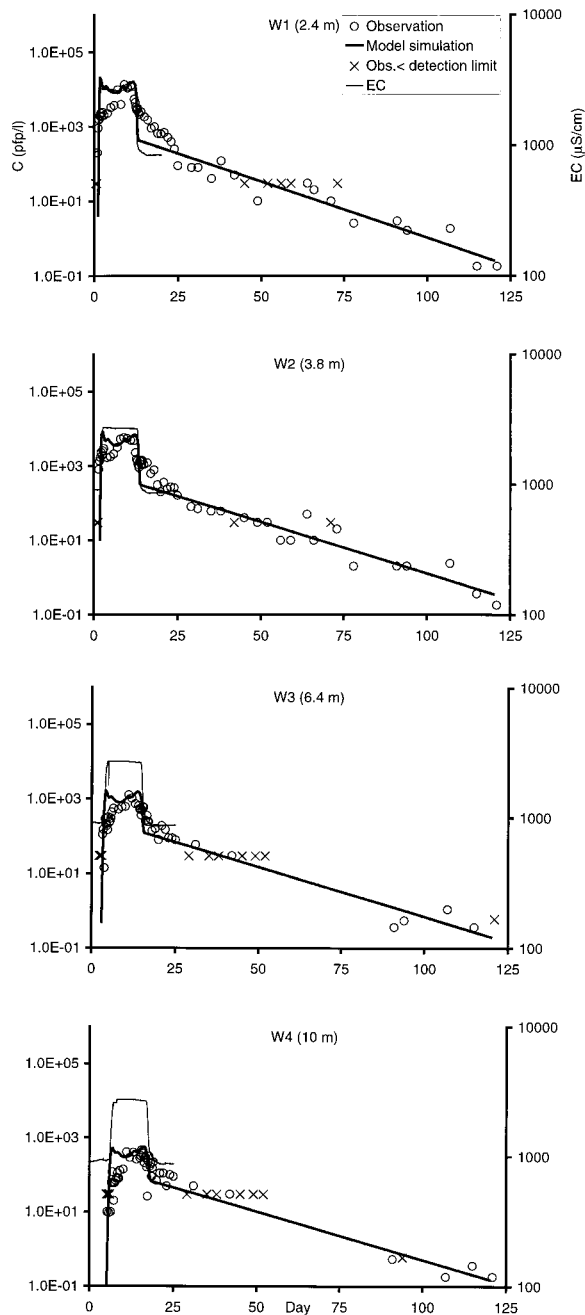 W1 (2.4 m)
○ Observation
Model simulation
× Obs.< detection limit
EC
C (pfp/l)
EC (µS/cm)
1.0E+05
1.0E+03
1.0E+01
1.0E-01
10000
1000
100
0 25 50 75 100 125
W2 (3.8 m)
1.0E+05
1.0E+03
1.0E+01
1.0E-01
10000
1000
100
0 25 50 75 100 125
W3 (6.4 m)
1.0E+05
1.0E+03
1.0E+01
1.0E-01
10000
1000
100
0 25 50 75 100 125
W4 (10 m)
1.0E+05
1.0E+03
1.0E+01
1.0E-01
10000
1000
100
0 25 50 Day 75 100 125